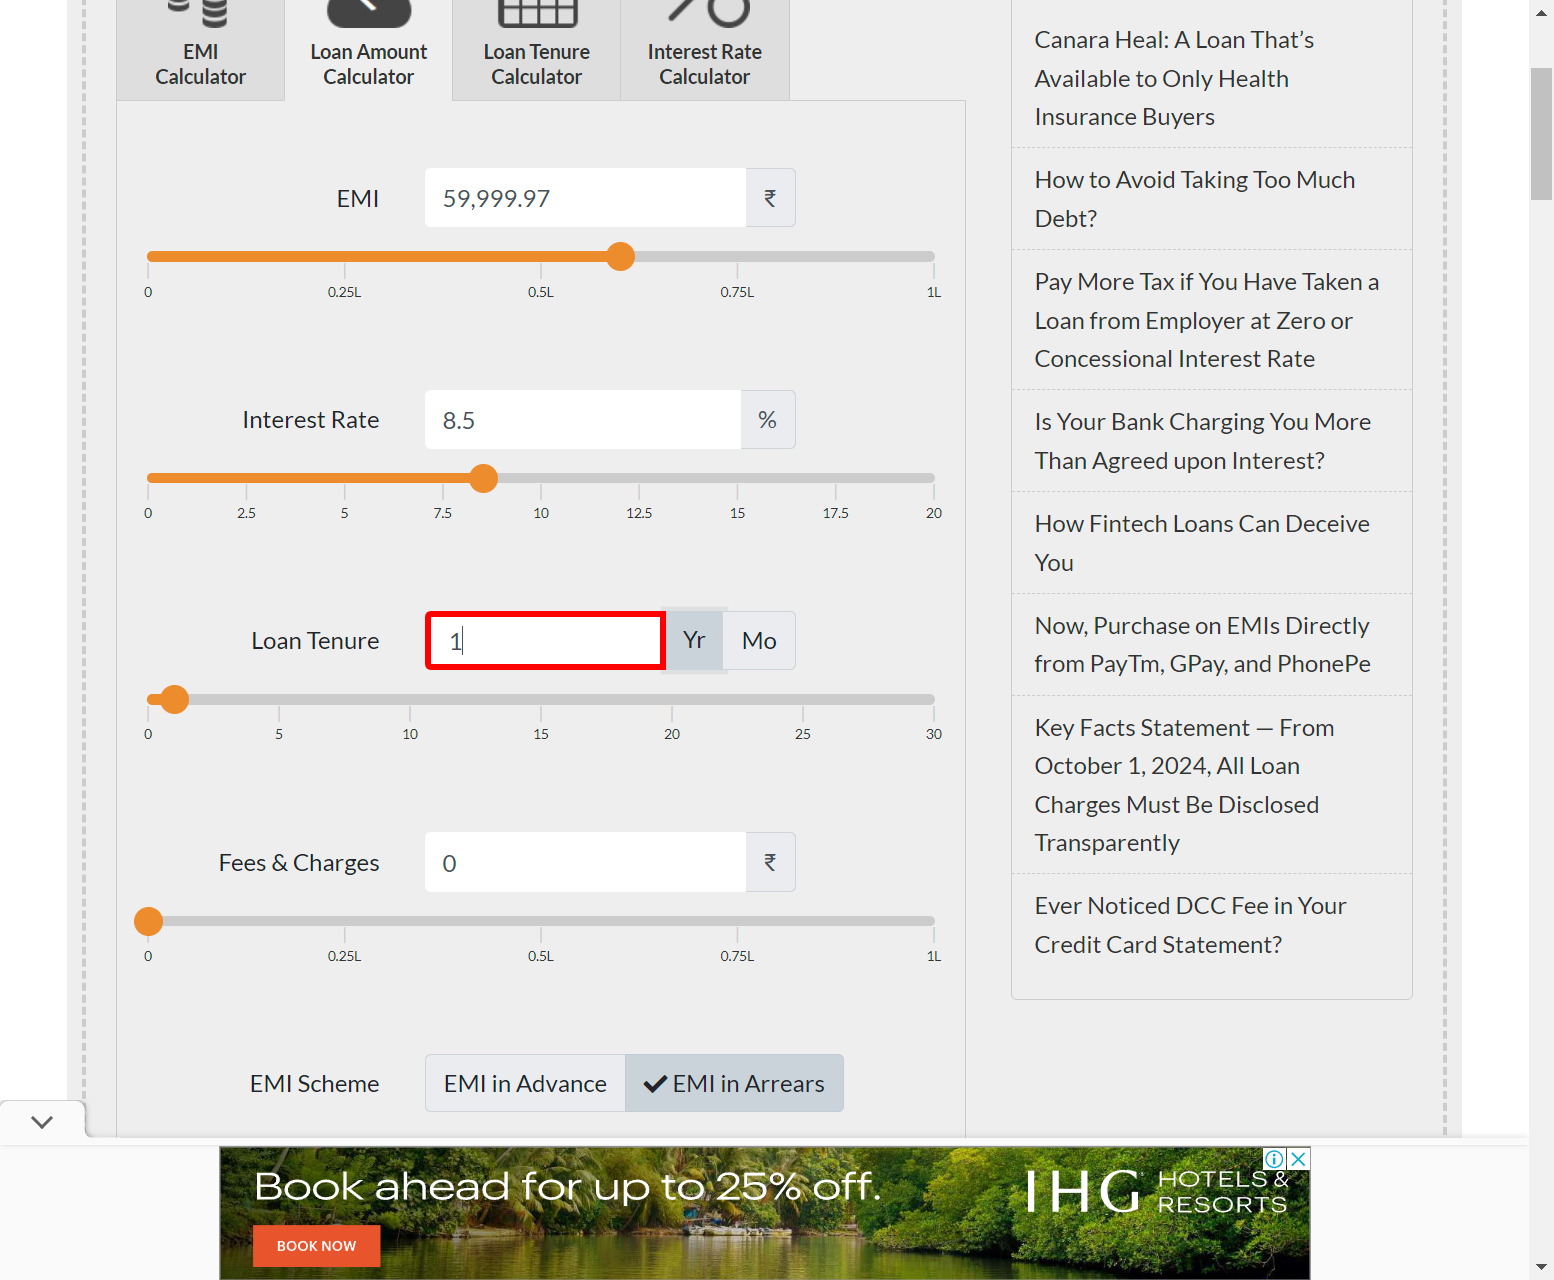 EMI
Calculator
Loan Amount
Calculator
Loan Tenure
Calculator
Interest Rate
Calculator
EMI
59,999.97
₹
0
0.25L
0.5L
0.75L
1L
Interest Rate
8.5
%
0
2.5
5
7.5
10
12.5
15
17.5
20
Loan Tenure
1
Yr
Mo
0
5
10
15
20
25
30
Fees & Charges
0
₹
0
0.25L
0.5L
0.75L
1L
EMI Scheme
EMI in Advance
EMI in Arrears
Canara Heal: A Loan That’s
Available to Only Health
Insurance Buyers
How to Avoid Taking Too Much
Debt?
Pay More Tax if You Have Taken a
Loan from Employer at Zero or
Concessional Interest Rate
Is Your Bank Charging You More
Than Agreed upon Interest?
How Fintech Loans Can Deceive
You
Now, Purchase on EMIs Directly
from PayTm, GPay, and PhonePe
Key Facts Statement — From
October 1, 2024, All Loan
Charges Must Be Disclosed
Transparently
Ever Noticed DCC Fee in Your
Credit Card Statement?
Book ahead for up to 25% off.
BOOK NOW
IHG HOTELS &
RESORTS